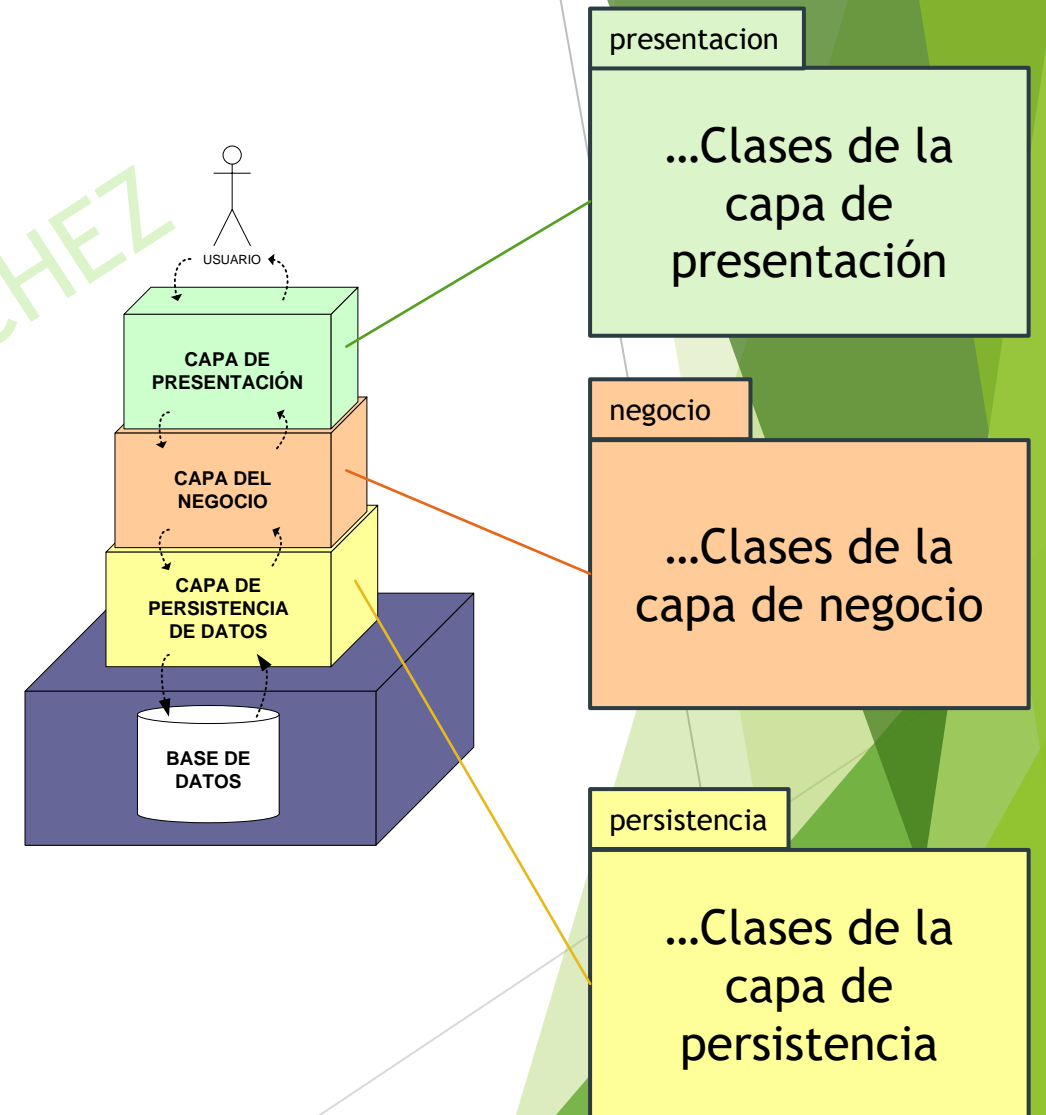 USUARIO
CAPA DE
PRESENTACIÓN
CAPA DEL
NEGOCIO
CAPA DE
PERSISTENCIA
DE DATOS
BASE DE
DATOS
presentacion
...Clases de la
capa de
presentación
negocio
...Clases de la
capa de negocio
persistencia
...Clases de la
capa de
persistencia